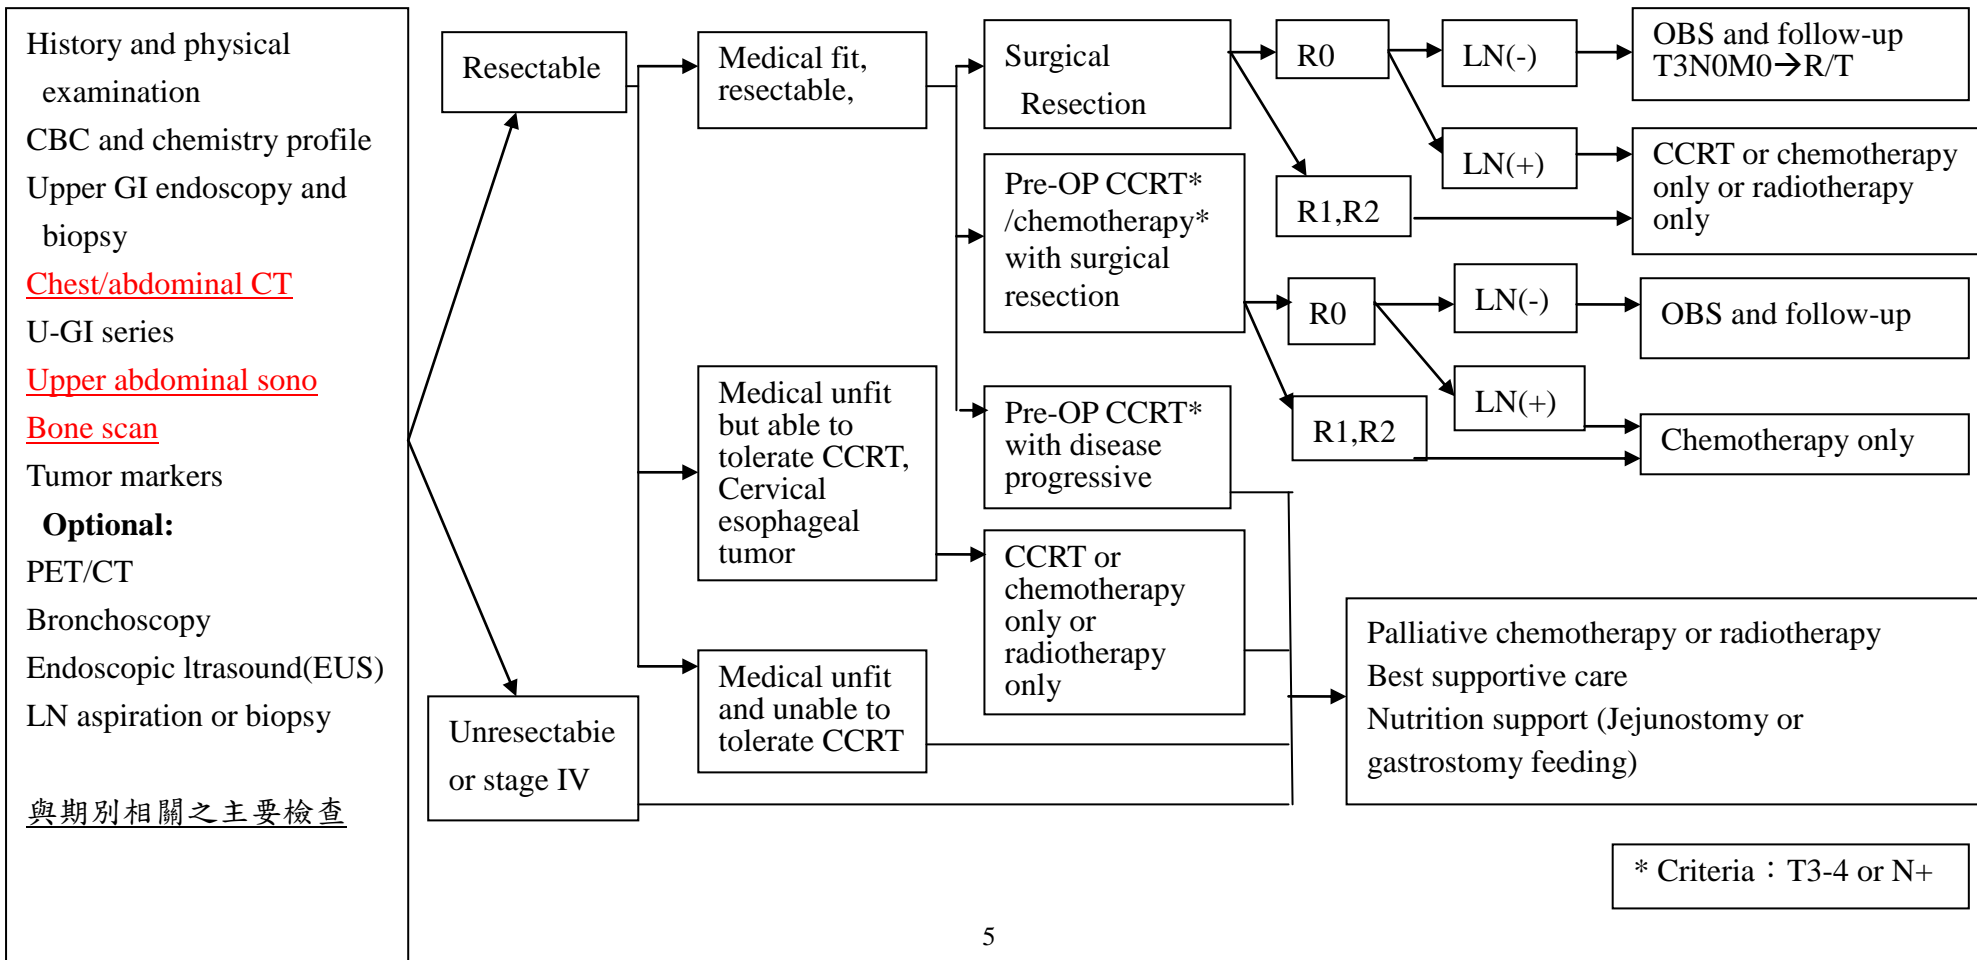 History and physical
examination
CBC and chemistry profile
Upper GI endoscopy and
biopsy
Chest/abdominal CT
U-GI series
Upper abdominal sono
Bone scan
Tumor markers
Optional:
PET/CT
Bronchoscopy
Endoscopic ltrasound(EUS)
LN aspiration or biopsy
與期別相關之主要檢查
Resectable
Unresectabie
or stage IV
Medical fit,
resectable,
Medical unfit
but able to
tolerate CCRT,
Cervical
esophageal
tumor
Medical unfit
and unable to
tolerate CCRT
Surgical
Resection
Pre-OP CCRT*
/chemotherapy*
with surgical
resection
Pre-OP CCRT*
with disease
progressive
CCRT or
chemotherapy
only or
radiotherapy
only
R0
R1,R2
LN(-)
LN(+)
OBS and follow-up
T3N0M0→R/T
CCRT or chemotherapy
only or radiotherapy
only
R0
R1,R2
LN(-)
LN(+)
OBS and follow-up
Chemotherapy only
Palliative chemotherapy or radiotherapy
Best supportive care
Nutrition support (Jejunostomy or
gastrostomy feeding)
* Criteria：T3-4 or N+
5